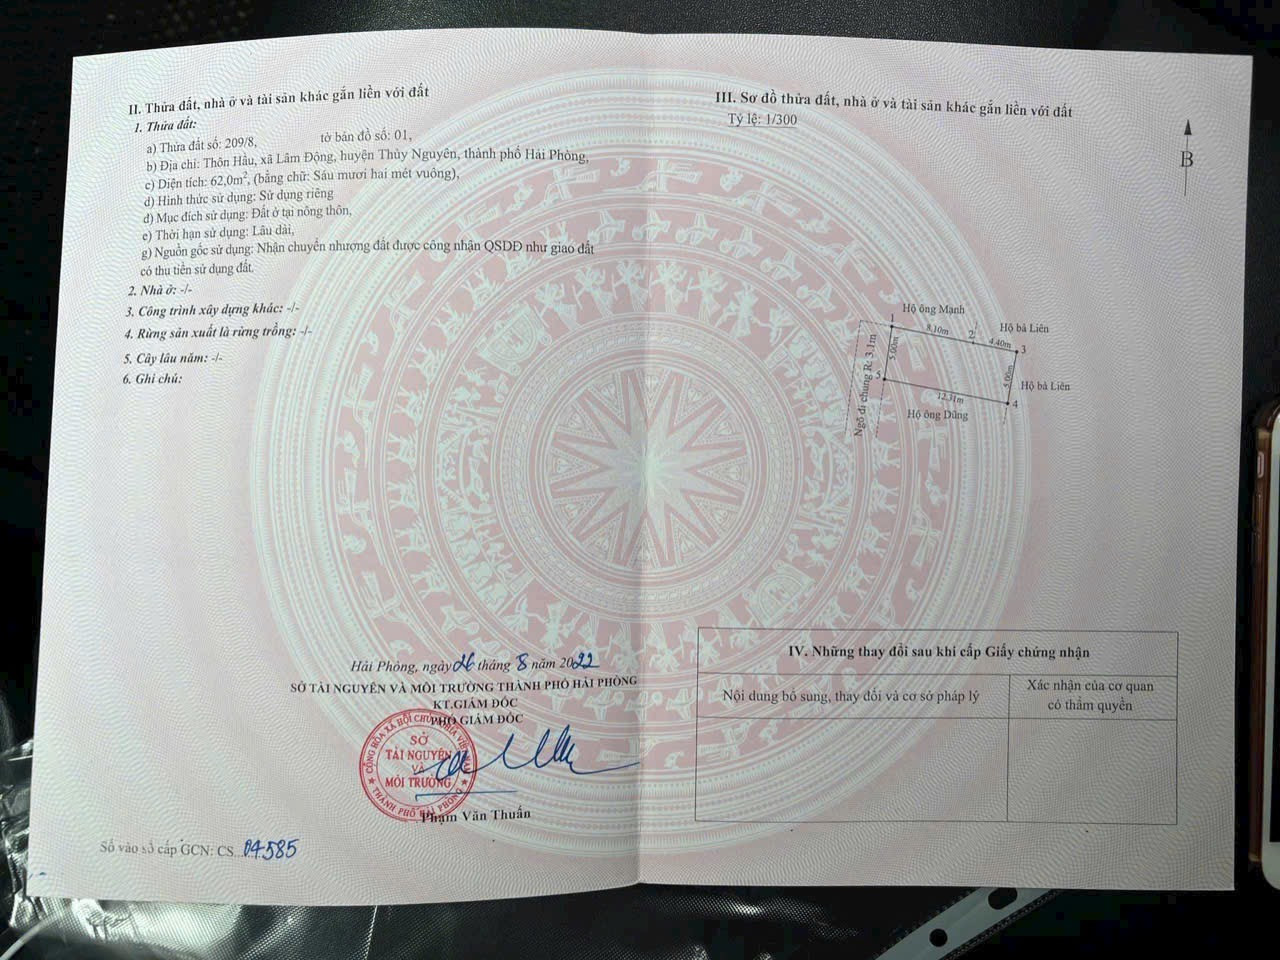 II. Thửa đất, nhà ở và tài sản khác gắn liền với đất
1. Thửa đất:
a) Thửa đất số: 209/8, tờ bản đồ số: 01,
b) Địa chỉ: Thôn Hầu, xã Lâm Động, huyện Thủy Nguyên, thành phố Hải Phòng,
c) Diện tích: 62,0m², (bằng chữ: Sáu mươi hai mét vuông),
d) Hình thức sử dụng: Sử dụng riêng
đ) Mục đích sử dụng: Đất ở tại nông thôn,
e) Thời hạn sử dụng: Lâu dài,
g) Nguồn gốc sử dụng: Nhận chuyển nhượng đất được công nhận QSDĐ như giao đất
có thu tiền sử dụng đất.
2. Nhà ở: -/-
3. Công trình xây dựng khác: -/-
4. Rừng sản xuất là rừng trồng: -/-
5. Cây lâu năm: -/-
6. Ghi chú:
Hải Phòng, ngày 26 tháng 8 năm 2022
SỞ TÀI NGUYÊN VÀ MÔI TRƯỜNG THÀNH PHỐ HẢI PHÒNG
KT.GIÁM ĐỐC
PHÓ GIÁM ĐỐC
CỘNG HÒA XÃ HỘI CHỦ NGHĨA VIỆT NAM
SỞ
TÀI NGUYÊN
VÀ
MÔI TRƯỜNG
THÀNH PHỐ HẢI PHÒNG
Phạm Văn Thuấn
Số vào sổ cấp GCN: CS 04585
III. Sơ đồ thửa đất, nhà ở và tài sản khác gắn liền với đất
Tỷ lệ: 1/300
B
Hộ ông Mạnh
1
8.10m
2
Hộ bà Liên
4.40m
3
5.00m
Ngõ đi chung R: 3.1m
5
5.00m
Hộ bà Liên
12.31m
4
Hộ ông Dũng
IV. Những thay đổi sau khi cấp Giấy chứng nhận
Nội dung bổ sung, thay đổi và cơ sở pháp lý
Xác nhận của cơ quan
có thẩm quyền